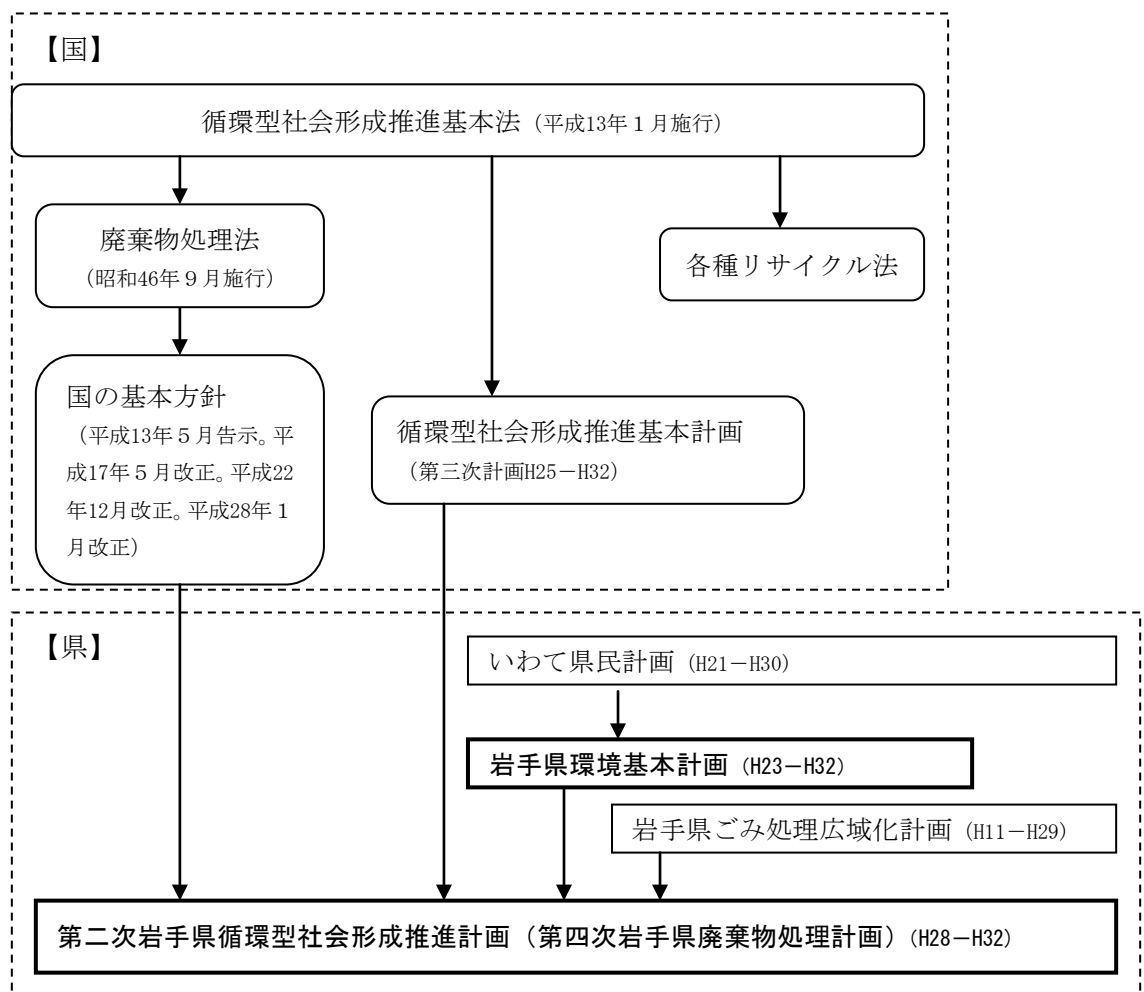 【国】
循環型社会形成推進基本法（平成13年１月施行）
廃棄物処理法
（昭和46年９月施行）
各種リサイクル法
国の基本方針
（平成13年５月告示。平
成17年５月改正。平成22
年12月改正。平成28年１
月改正）
循環型社会形成推進基本計画
（第三次計画H25－H32）
【県】
いわて県民計画（H21－H30）
岩手県環境基本計画（H23－H32）
岩手県ごみ処理広域化計画（H11－H29）
第二次岩手県循環型社会形成推進計画（第四次岩手県廃棄物処理計画）（H28－H32）